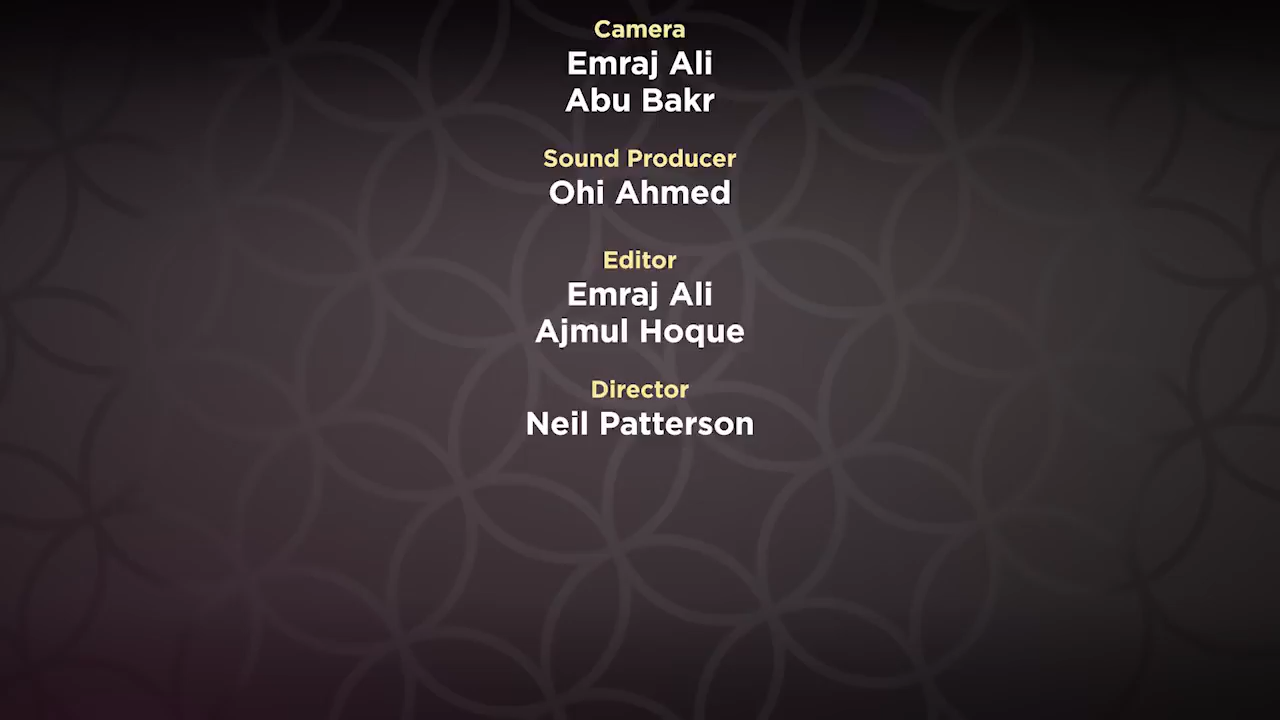 Camera
Emraj Ali
Abu Bakr
Sound Producer
Ohi Ahmed
Editor
Emraj Ali
Ajmul Hoque
Director
Neil Patterson